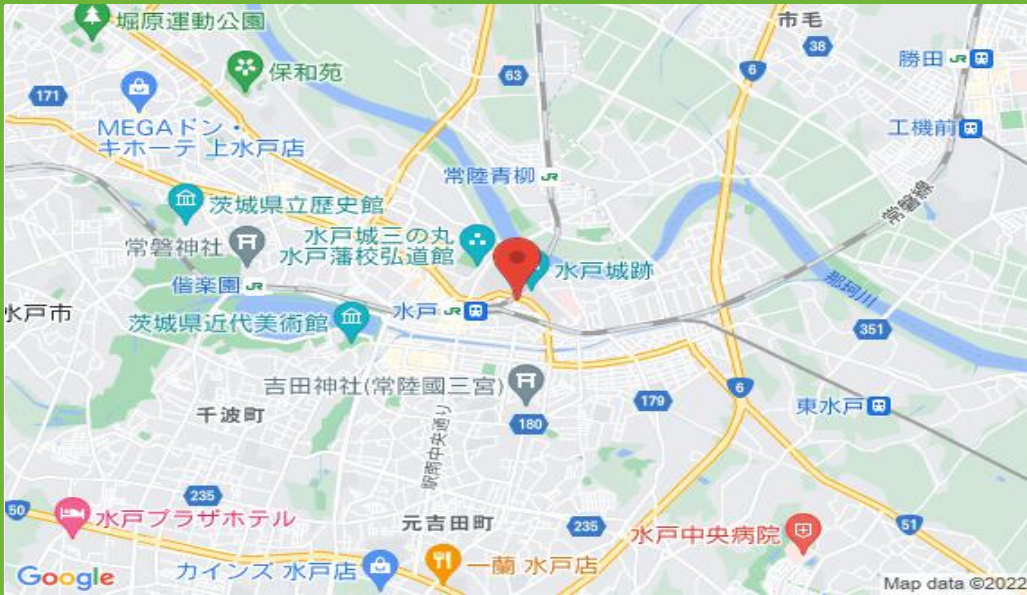 堀原運動公園
市毛
38
勝田 JR
保和苑
63
6
171
MEGAドン・
キホーテ 上水戸店
工機前
常陸青柳 JR
茨城県立歴史館
水戸城三の丸
水戸藩校弘道館
常磐神社
水戸城跡
偕楽園 JR
那珂川
水戸市
水戸 JR
茨城県近代美術館
351
吉田神社(常陸國三宮)
6
179
東水戸
千波町
180
駅南中央通り
235
50
水戸プラザホテル
元吉田町
235
51
水戸中央病院
カインズ 水戸店
一蘭 水戸店
Google
Map data ©2022